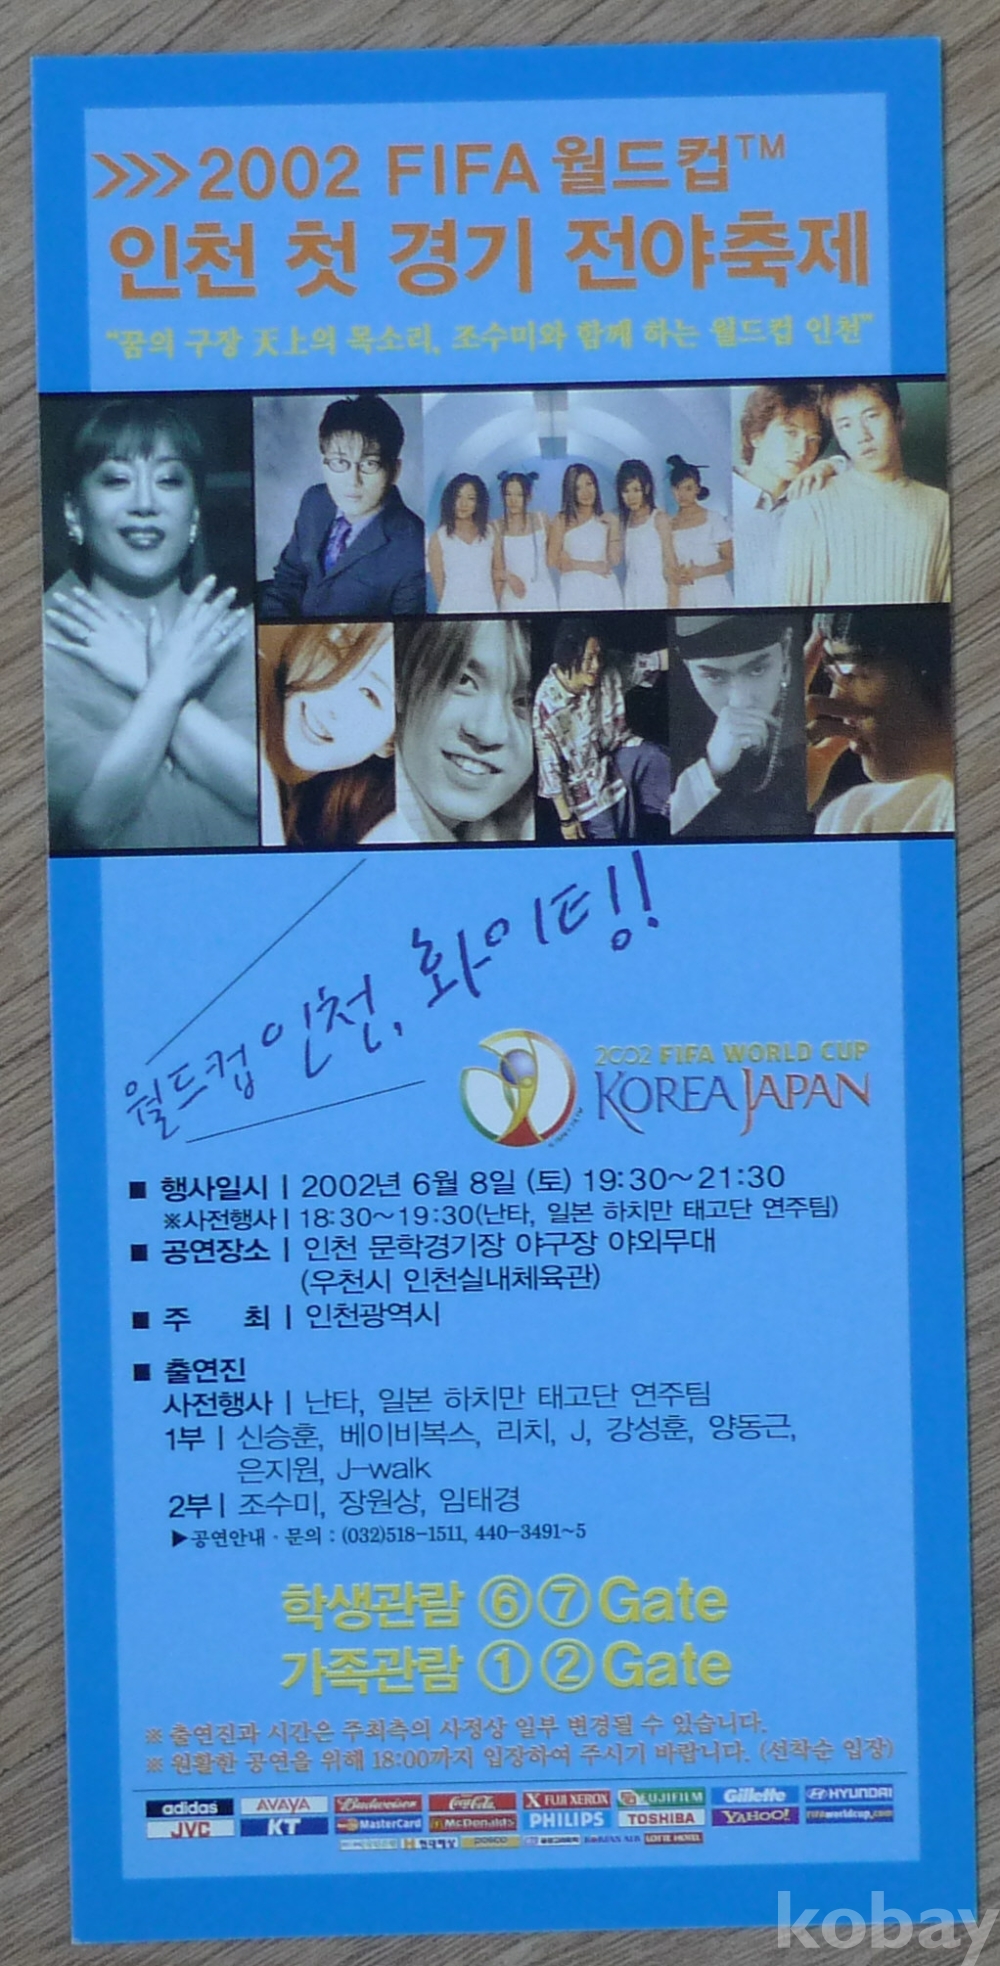 >>>2002 FIFA 월드컵™
인천 첫 경기 전야축제
"꿈의 구장 天上의 목소리, 조수미와 함께 하는 월드컵 인천"
월드컵 인천, 화이팅!
2002 FIFA WORLD CUP
KOREA JAPAN
■ 행사일시 | 2002년 6월 8일 (토) 19:30~21:30
※사전행사 | 18:30~19:30(난타, 일본 하치만 태고단 연주팀)
■ 공연장소 | 인천 문학경기장 야구장 야외무대
(우천시 인천실내체육관)
■ 주 최 | 인천광역시
■ 출연진
사전행사 | 난타, 일본 하치만 태고단 연주팀
1부 | 신승훈, 베이비복스, 리치, J, 강성훈, 양동근,
은지원, J-walk
2부 | 조수미, 장원상, 임태경
▶공연안내 · 문의 : (032)518-1511, 440-3491~5
학생관람 ⑥⑦Gate
가족관람 ①②Gate
※ 출연진과 시간은 주최측의 사정상 일부 변경될 수 있습니다.
※ 원활한 공연을 위해 18:00까지 입장하여 주시기 바랍니다. (선착순 입장)
adidas AVAYA Budweiser Coca-Cola FUJI XEROX FUJIFILM Gillette HYUNDAI
JVC KT MasterCard McDonald's PHILIPS TOSHIBA YAHOO! FIFAworldcup.com
현대해상 posco KOREAN AIR LOTTE HOTEL
kobay